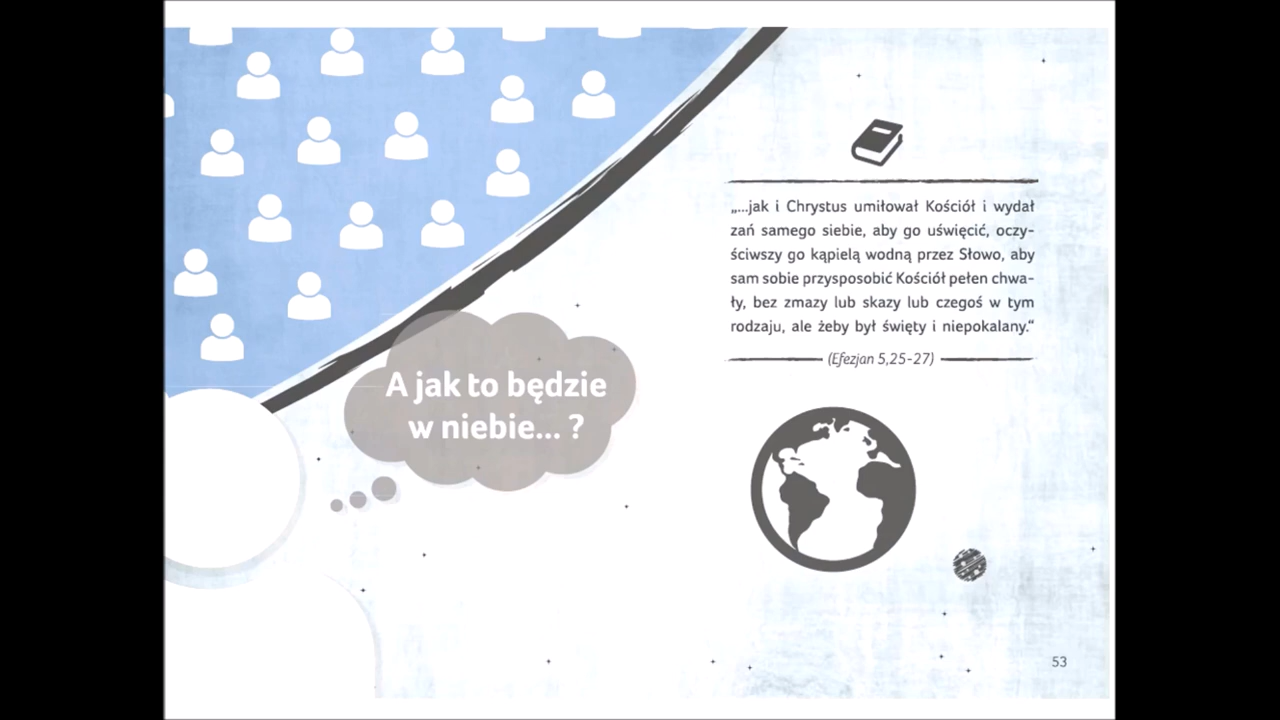 „...jak i Chrystus umiłował Kościół i wydał
zań samego siebie, aby go uświęcić, oczy-
ściwszy go kąpielą wodną przez Słowo, aby
sam sobie przysposobić Kościół pełen chwa-
ły, bez zmazy lub skazy lub czegoś w tym
rodzaju, ale żeby był święty i niepokalany.“
(Efezjan 5,25-27)
A jak to będzie
w niebie... ?
53